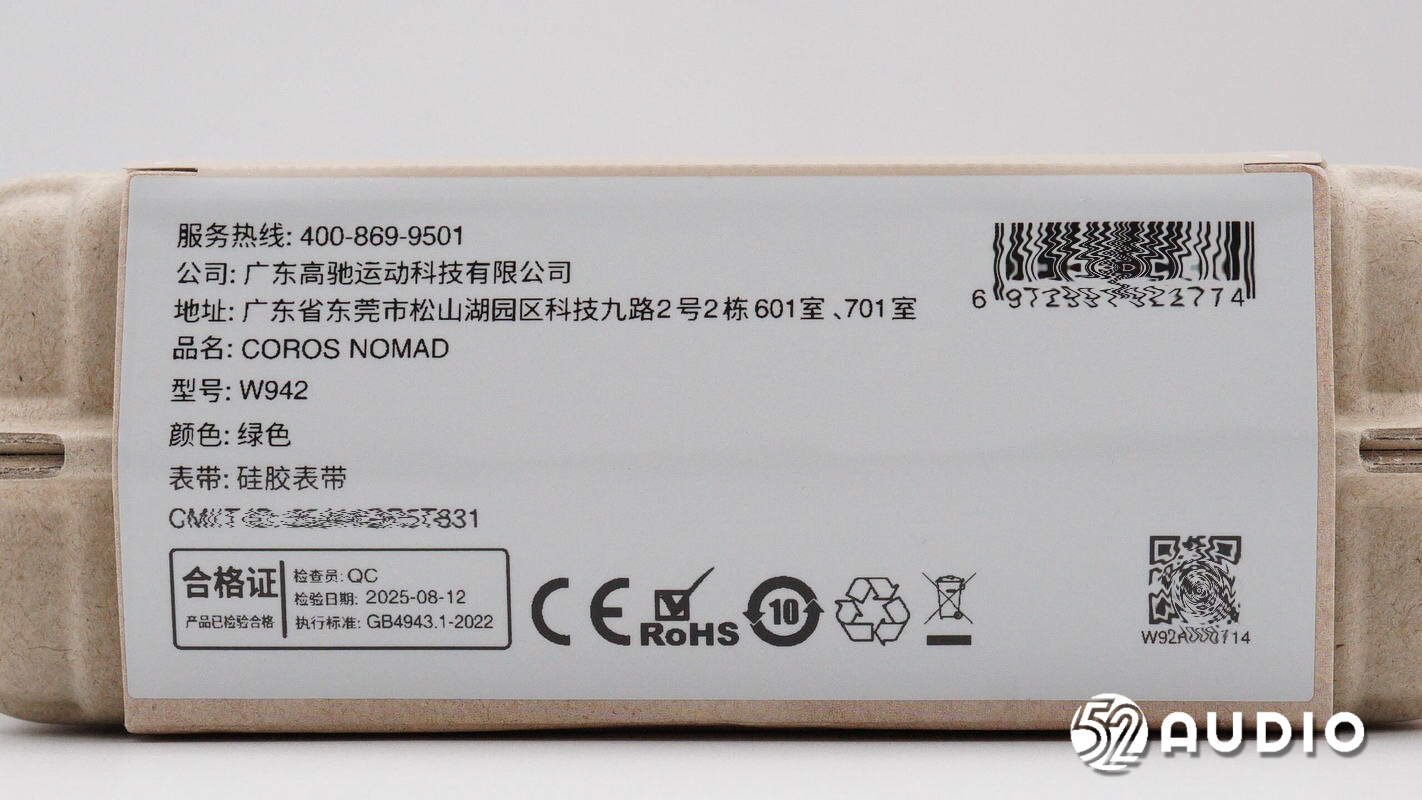 服务热线: 400-869-9501
公司: 广东高驰运动科技有限公司
地址: 广东省东莞市松山湖园区科技九路2号2栋601室、701室
品名: COROS NOMAD
型号: W942
颜色: 绿色
表带: 硅胶表带
合格证
产品已检验合格
检查员: QC
检验日期: 2025-08-12
执行标准: GB4943.1-2022
CE
RoHS
10
52 AUDIO